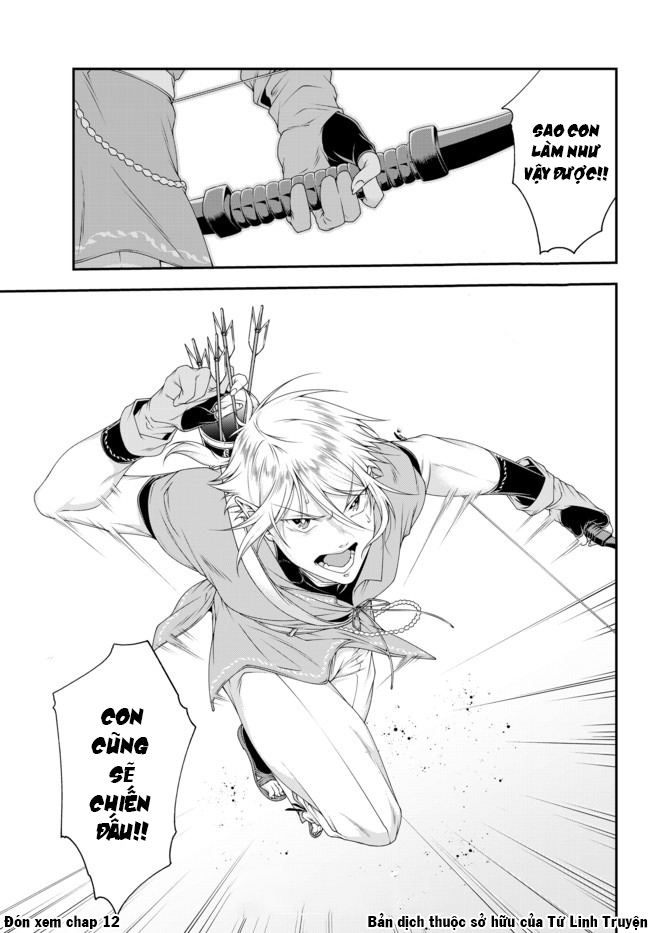 SAO CON
LÀM NHƯ
VẬY ĐƯỢC!!
CON
CŨNG
SẼ
CHIẾN
ĐẤU!!
Đón xem chap 12
Bản dịch thuộc sở hữu của Tứ Linh Truyện